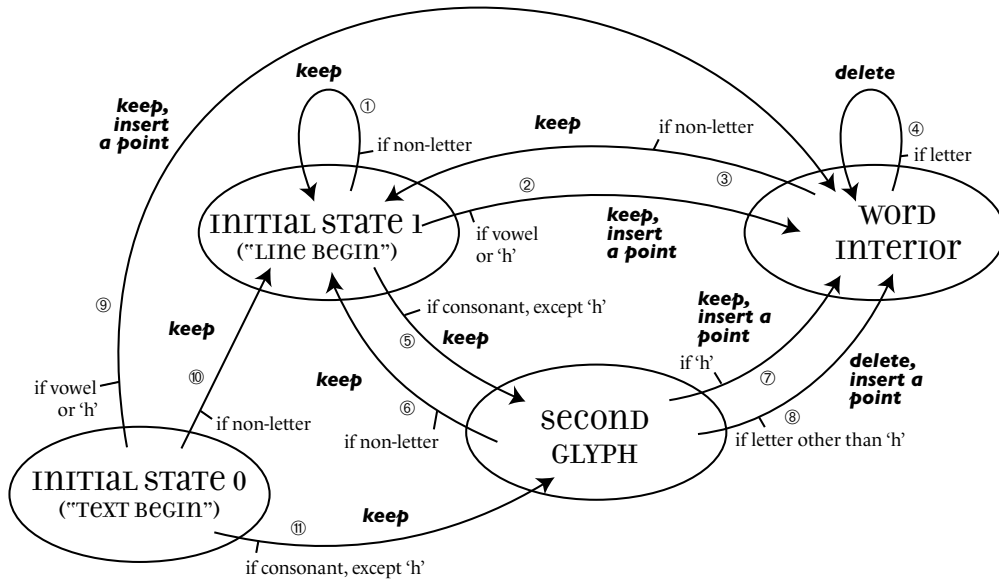 keep
delete
keep,
insert
a point
①
if non-letter
keep
if non-letter
④
if letter
②
③
INITIAL STATE 1
("LINE BEGIN")
if vowel
or 'h'
keep,
insert
a point
WORD
INTERIOR
⑨
keep
⑩
if consonant, except 'h'
⑤
keep
keep,
insert a
point
if 'h'
⑦
delete,
insert a
point
if vowel
or 'h'
if non-letter
keep
⑥
if non-letter
SECOND
GLYPH
⑧
if letter other than 'h'
INITIAL STATE 0
("TEXT BEGIN")
⑪
keep
if consonant, except 'h'